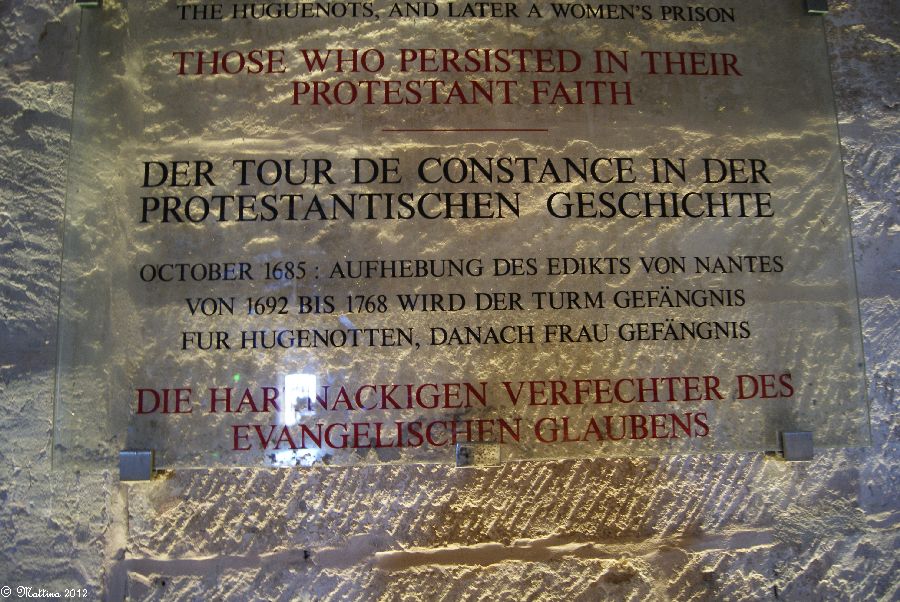 THE HUGUENOTS, AND LATER A WOMEN'S PRISON
THOSE WHO PERSISTED IN THEIR
PROTESTANT FAITH
DER TOUR DE CONSTANCE IN DER
PROTESTANTISCHEN GESCHICHTE
OCTOBER 1685 : AUFHEBUNG DES EDIKTS VON NANTES
VON 1692 BIS 1768 WIRD DER TURM GEFÄNGNIS
FUR HUGENOTTEN, DANACH FRAU GEFÄNGNIS
DIE HARTNACKIGEN VERFECHTER DES
EVANGELISCHEN GLAUBENS
© Mattina 2012